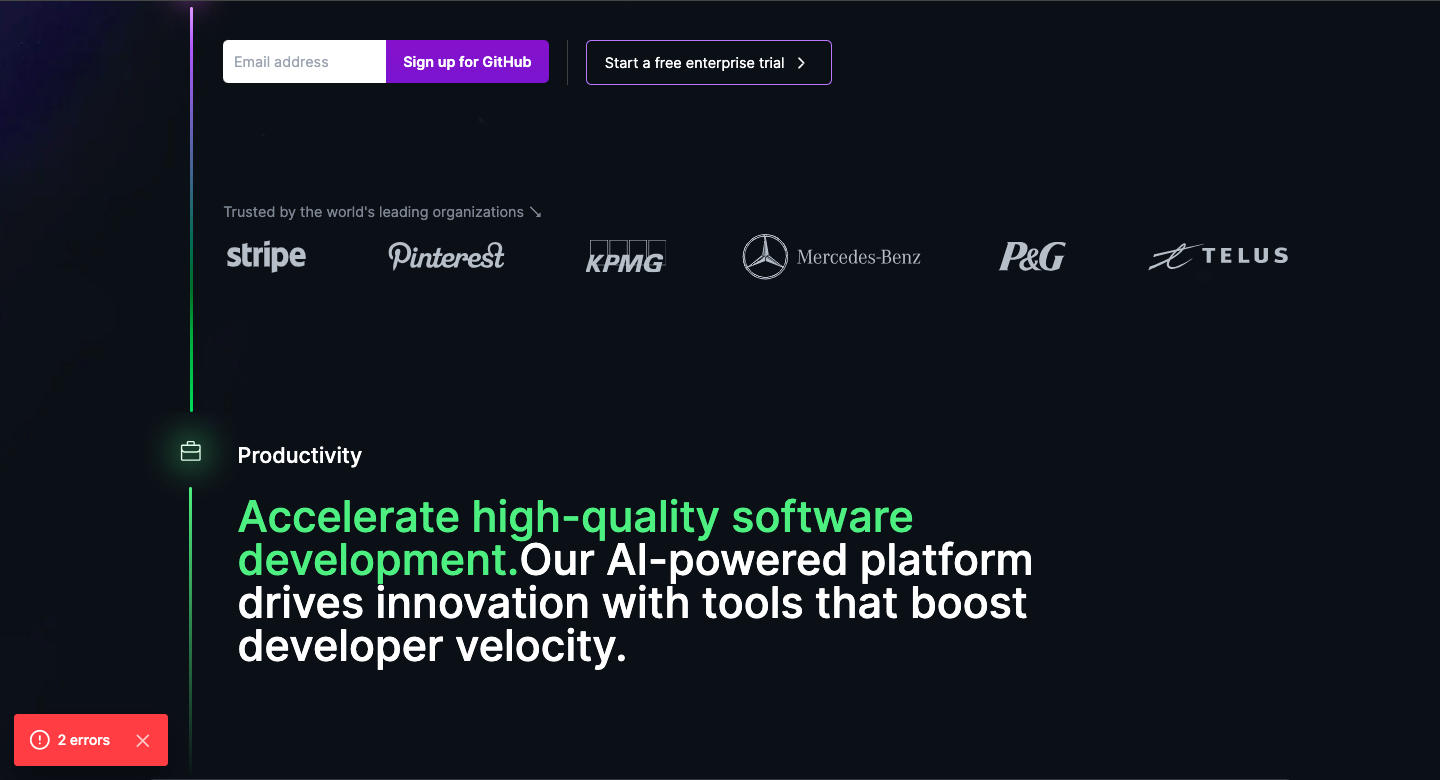 Email address
Sign up for GitHub
Start a free enterprise trial
Trusted by the world's leading organizations ↘
stripe
Pinterest
KPMG
Mercedes-Benz
P&G
TELUS
Productivity
Accelerate high-quality software
development.Our AI-powered platform
drives innovation with tools that boost
developer velocity.
2 errors